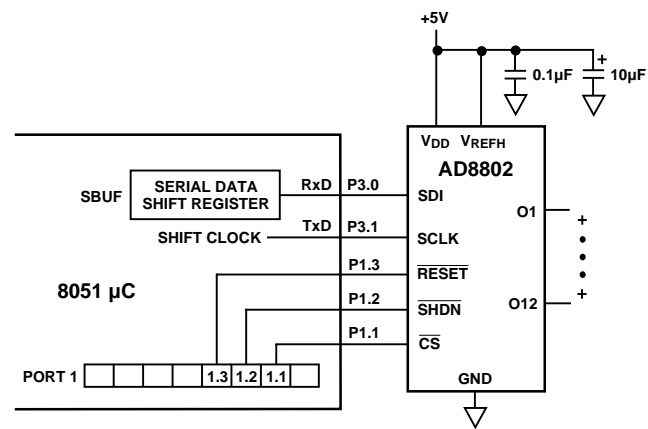 +5V
+
0.1µF
10µF
VDD VREFH
AD8802
SBUF
SERIAL DATA
SHIFT REGISTER
RxD P3.0
SDI
O1
SHIFT CLOCK
TxD P3.1
SCLK
+
P1.3
RESET
8051 µC
P1.2
SHDN
O12
+
P1.1
CS
PORT 1
1.3 1.2 1.1
GND